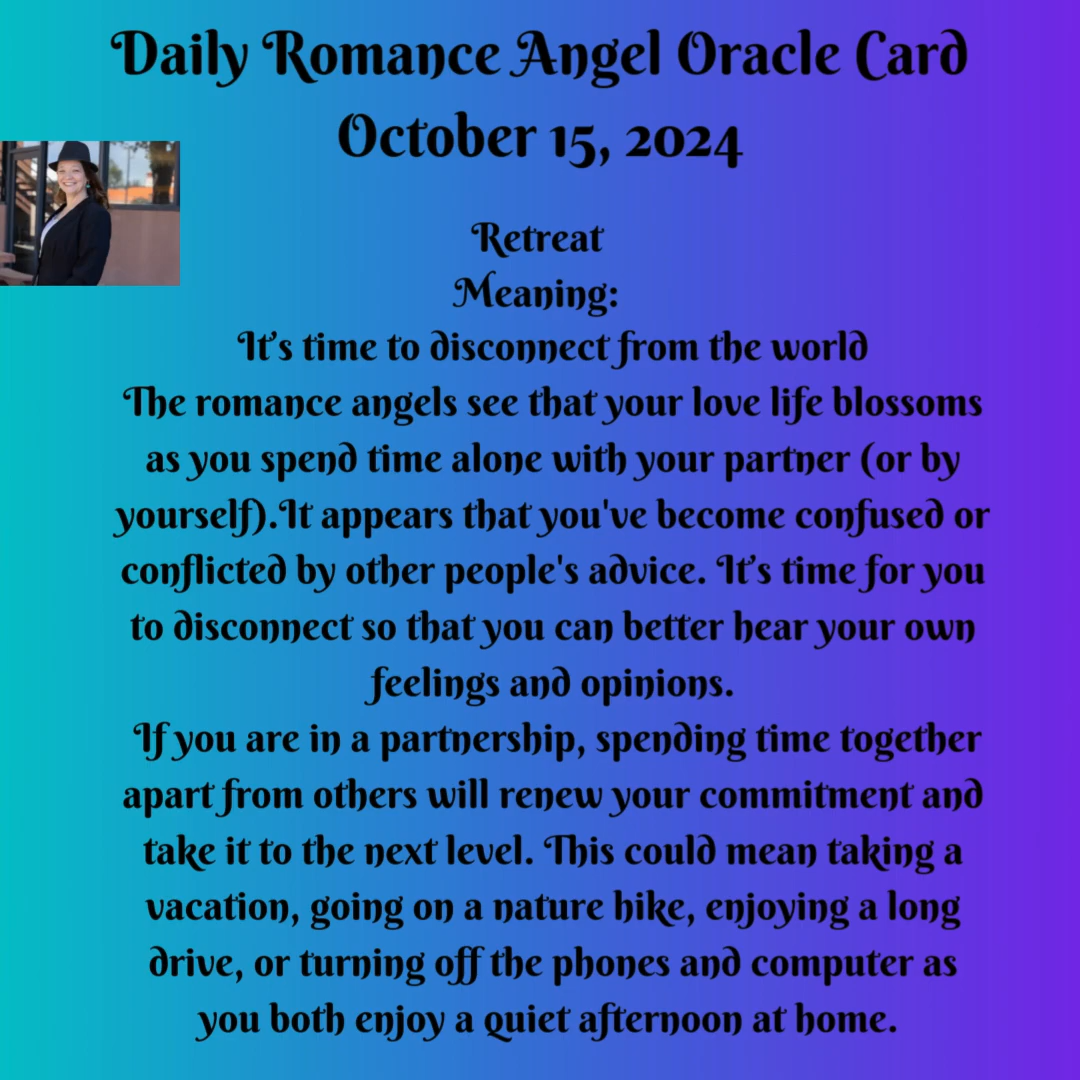 Daily Romance Angel Oracle Card
October 15, 2024
Retreat
Meaning:
It's time to disconnect from the world
The romance angels see that your love life blossoms
as you spend time alone with your partner (or by
yourself).It appears that you've become confused or
conflicted by other people's advice. It's time for you
to disconnect so that you can better hear your own
feelings and opinions.
If you are in a partnership, spending time together
apart from others will renew your commitment and
take it to the next level. This could mean taking a
vacation, going on a nature hike, enjoying a long
drive, or turning off the phones and computer as
you both enjoy a quiet afternoon at home.